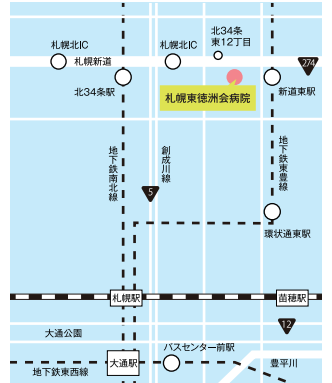 札幌北IC
札幌北IC
北34条
東12丁目
札幌新道
274
北34条駅
札幌東徳洲会病院
新道東駅
地下鉄南北線
創成川線
地下鉄東豊線
5
環状通東駅
札幌駅
苗穂駅
12
大通公園
バスセンター前駅
大通駅
地下鉄東西線
豊平川